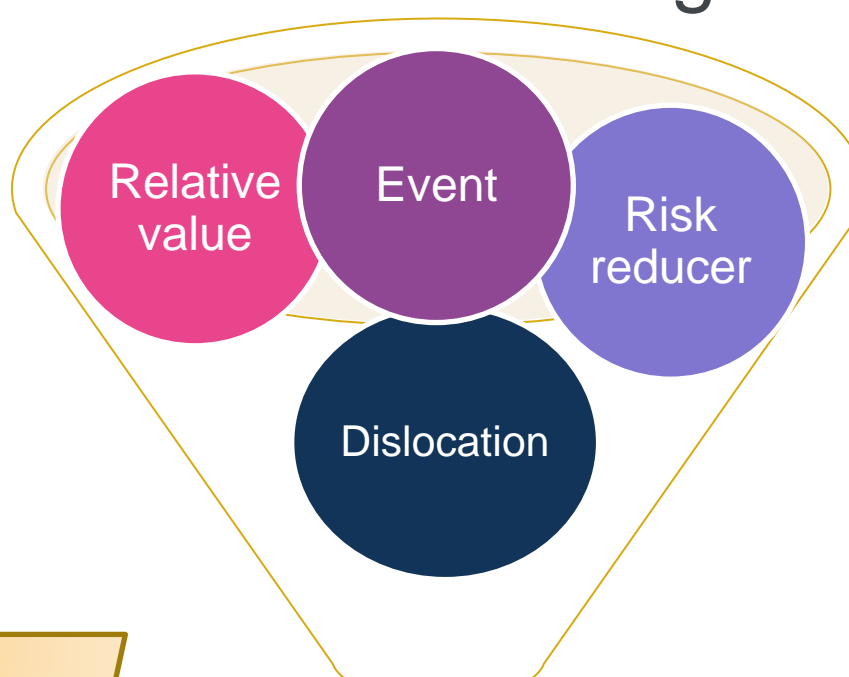 Relative
value
Event
Risk
reducer
Dislocation